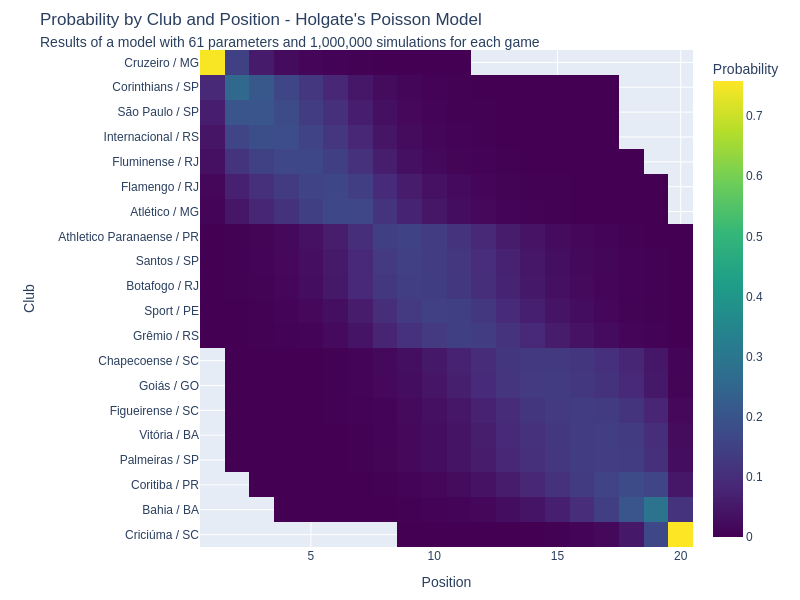 Probability by Club and Position - Holgate's Poisson Model
Results of a model with 61 parameters and 1,000,000 simulations for each game
Probability
Club
Cruzeiro / MG
Corinthians / SP
São Paulo / SP
Internacional / RS
Fluminense / RJ
Flamengo / RJ
Atlético / MG
Athletico Paranaense / PR
Santos / SP
Botafogo / RJ
Sport / PE
Grêmio / RS
Chapecoense / SC
Goiás / GO
Figueirense / SC
Vitória / BA
Palmeiras / SP
Coritiba / PR
Bahia / BA
Criciúma / SC
0.7
0.6
0.5
0.4
0.3
0.2
0.1
0
5 10 15 20
Position